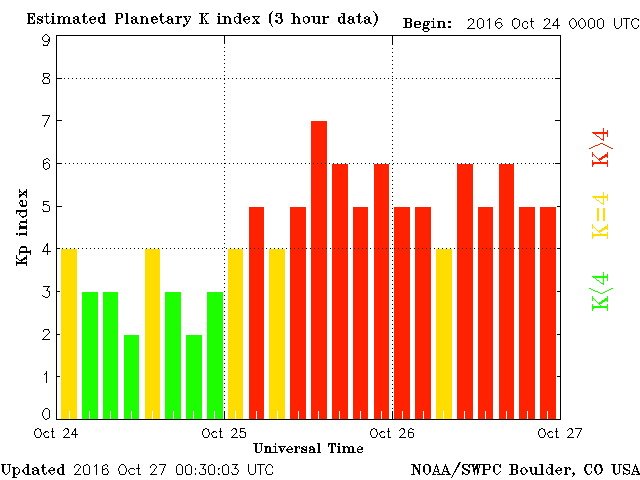 Estimated Planetary K index (3 hour data) Begin: 2016 Oct 24 0000 UTC
9
8
7
6
5
4
3
2
1
0
Kp index
K>4
K=4
K<4
Oct 24 Oct 25 Oct 26 Oct 27
Universal Time
Updated 2016 Oct 27 00:30:03 UTC NOAA/SWPC Boulder, CO USA